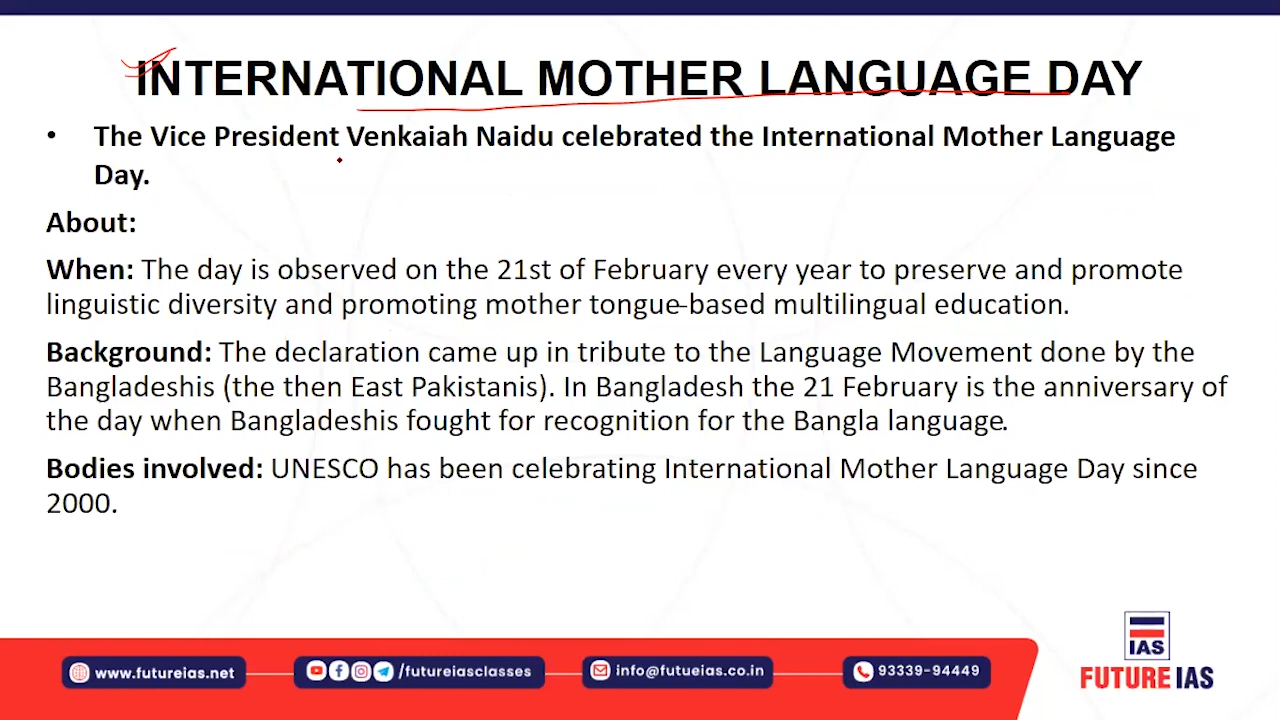 INTERNATIONAL MOTHER LANGUAGE DAY
• The Vice President Venkaiah Naidu celebrated the International Mother Language
Day.
About:
When: The day is observed on the 21st of February every year to preserve and promote
linguistic diversity and promoting mother tongue-based multilingual education.
Background: The declaration came up in tribute to the Language Movement done by the
Bangladeshis (the then East Pakistanis). In Bangladesh the 21 February is the anniversary of
the day when Bangladeshis fought for recognition for the Bangla language.
Bodies involved: UNESCO has been celebrating International Mother Language Day since
2000.
IAS
FUTURE IAS
www.futureias.net
/futureiasclasses
info@futueias.co.in
93339-94449